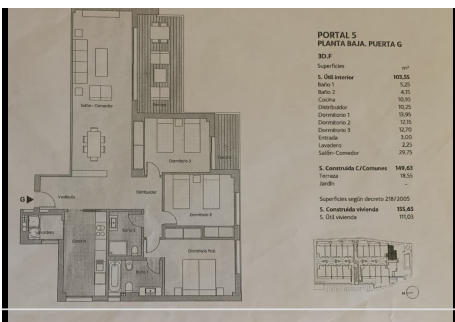 PORTAL 5
PLANTA BAJA. PUERTA G
3D.F
Superficies m²
S. Útil Interior 103,55
Baño 1 5,25
Baño 2 4,15
Cocina 10,10
Distribuidor 10,25
Dormitorio 1 13,95
Dormitorio 2 12,15
Dormitorio 3 12,70
Entrada 3,00
Lavadero 2,25
Salón-Comedor 29,75
S. Construida C/Comunes 149,63
Terraza 18,55
Jardín -
Superficies según decreto 218/2005
S. Construida vivienda 155,65
S. Útil vivienda 111,03
Salón-Comedor
Dormitorio 3
Distribuidor
Dormitorio 2
G
Vestíbulo
Lavadero
Cocina
Baño 2
Dormitorio Ppal.
Baño 1
N